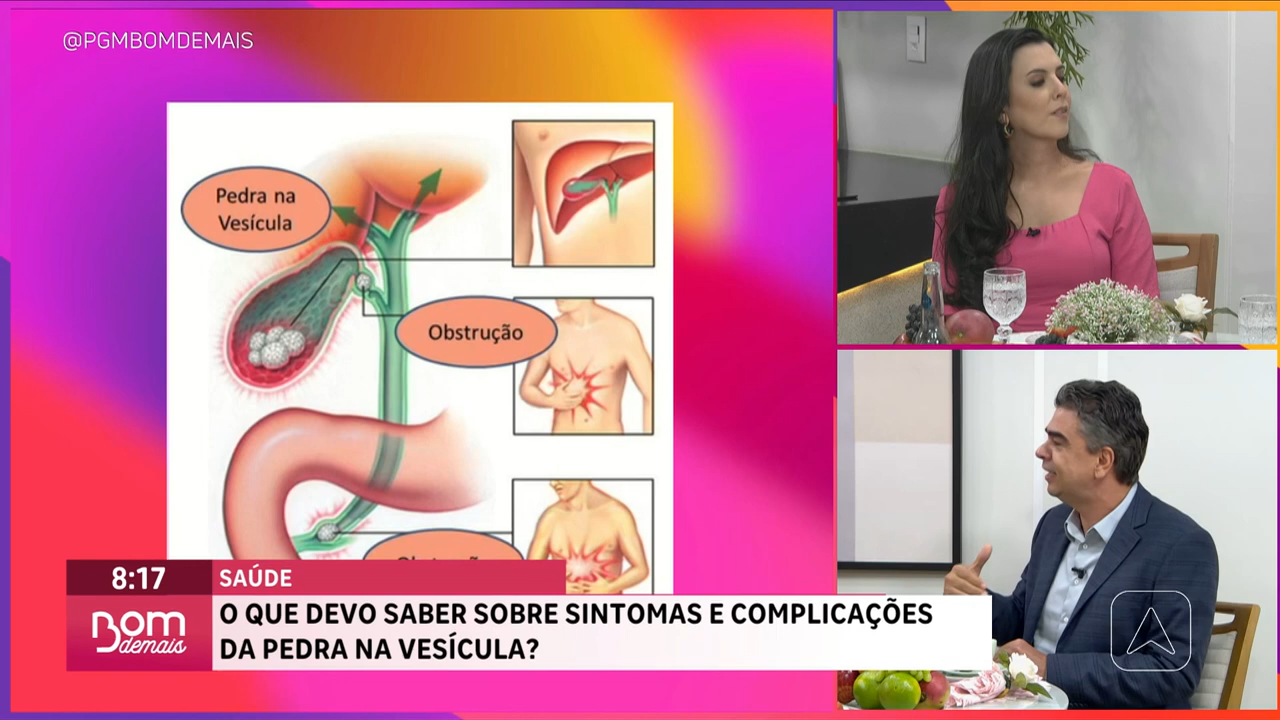 @PGMBOMDEMAIS
Pedra na
Vesícula
Obstrução
8:17
SAÚDE
Bom
demais
O QUE DEVO SABER SOBRE SINTOMAS E COMPLICAÇÕES
DA PEDRA NA VESÍCULA?